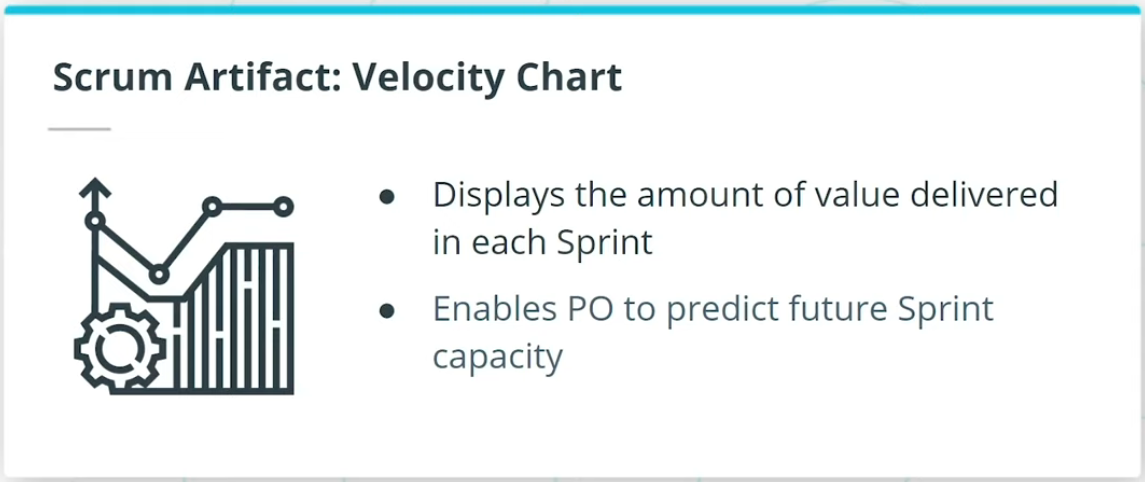 Scrum Artifact: Velocity Chart
● Displays the amount of value delivered
in each Sprint
● Enables PO to predict future Sprint
capacity